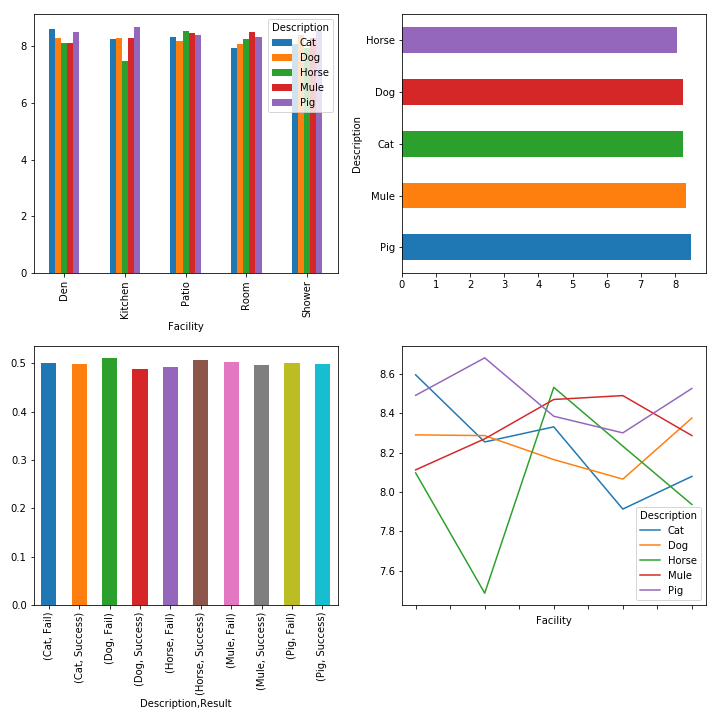 8
6
4
2
0
Description
Cat
Dog
Horse
Mule
Pig
Den
Kitchen
Patio
Room
Shower
Facility
Description
Horse
Dog
Cat
Mule
Pig
0 1 2 3 4 5 6 7 8
0.5
0.4
0.3
0.2
0.1
0.0
(Cat, Fail)
(Cat, Success)
(Dog, Fail)
(Dog, Success)
(Horse, Fail)
(Horse, Success)
(Mule, Fail)
(Mule, Success)
(Pig, Fail)
(Pig, Success)
Description,Result
8.6
8.4
8.2
8.0
7.8
7.6
Description
Cat
Dog
Horse
Mule
Pig
Facility